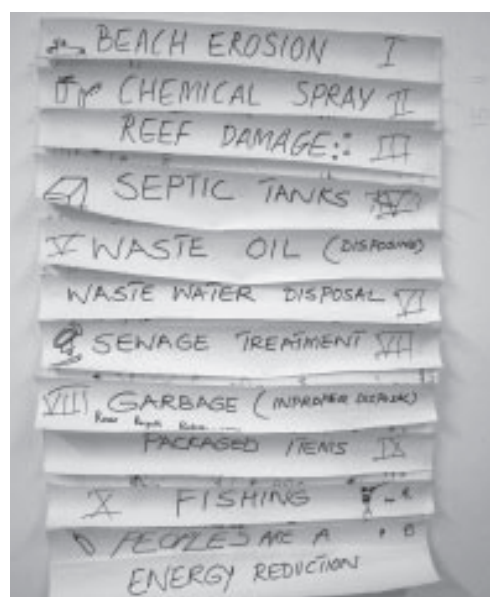 BEACH EROSION I
CHEMICAL SPRAY II
REEF DAMAGE:: III
SEPTIC TANKS
V WASTE OIL (DISPOSING)
WASTE WATER DISPOSAL VI
SEWAGE TREATMENT VII
VIII GARBAGE (IMPROPER DISPOSAL)
PACKAGED ITEMS IX
X FISHING
ENERGY REDUCTION